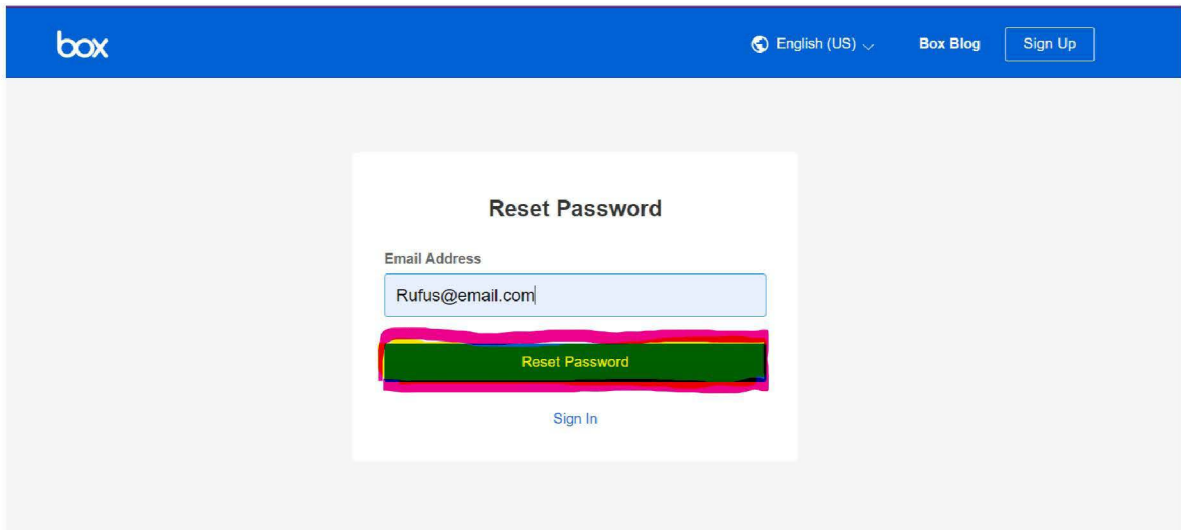 box
English (US)
Box Blog
Sign Up
Reset Password
Email Address
Rufus@email.com
Reset Password
Sign In